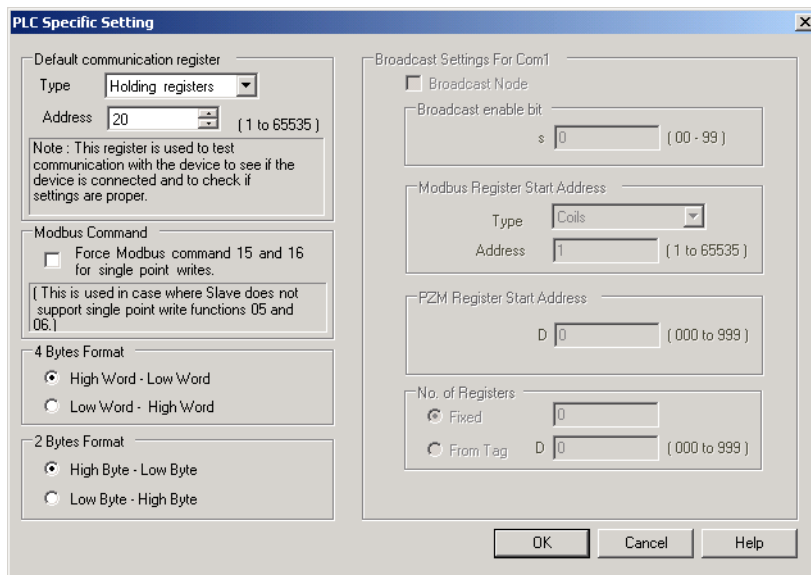 PLC Specific Setting
Default communication register
Type Holding registers
Address 20 ( 1 to 65535 )
Note : This register is used to test
communication with the device to see if the
device is connected and to check if
settings are proper.
Modbus Command
Force Modbus command 15 and 16
for single point writes.
( This is used in case where Slave does not
support single point write functions 05 and
06.)
4 Bytes Format
High Word - Low Word
Low Word - High Word
2 Bytes Format
High Byte - Low Byte
Low Byte - High Byte
Broadcast Settings For Com1
Broadcast Node
Broadcast enable bit
s 0 ( 00 - 99 )
Modbus Register Start Address
Type Coils
Address 1 ( 1 to 65535 )
PZM Register Start Address
D 0 ( 000 to 999 )
No. of Registers
Fixed 0
From Tag D 0 ( 000 to 999 )
OK Cancel Help